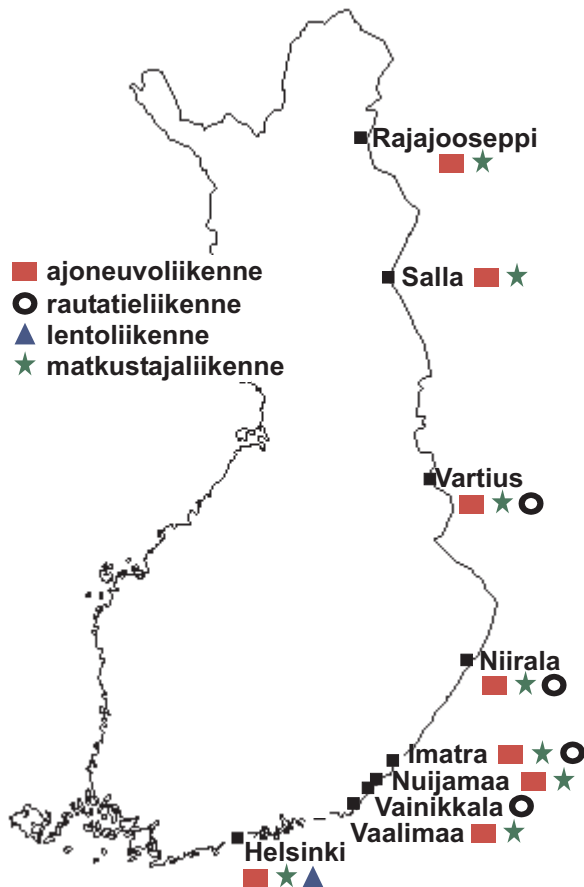 Rajajooseppi
ajoneuvoliikenne
Salla
rautatieliikenne
lentoliikenne
matkustajaliikenne
Vartius
Niirala
Imatra
Nuijamaa
Vainikkala
Vaalimaa
Helsinki